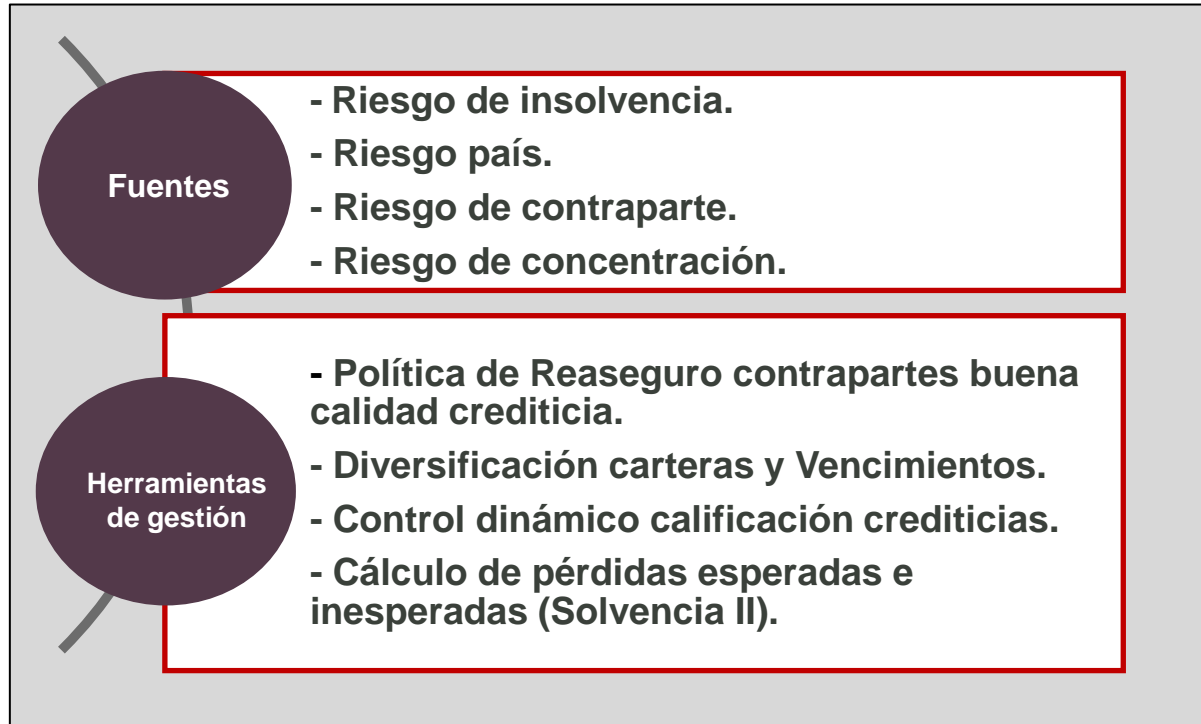 Fuentes
- Riesgo de insolvencia.
- Riesgo país.
- Riesgo de contraparte.
- Riesgo de concentración.
Herramientas
de gestión
- Política de Reaseguro contrapartes buena
calidad crediticia.
- Diversificación carteras y Vencimientos.
- Control dinámico calificación crediticias.
- Cálculo de pérdidas esperadas e
inesperadas (Solvencia II).